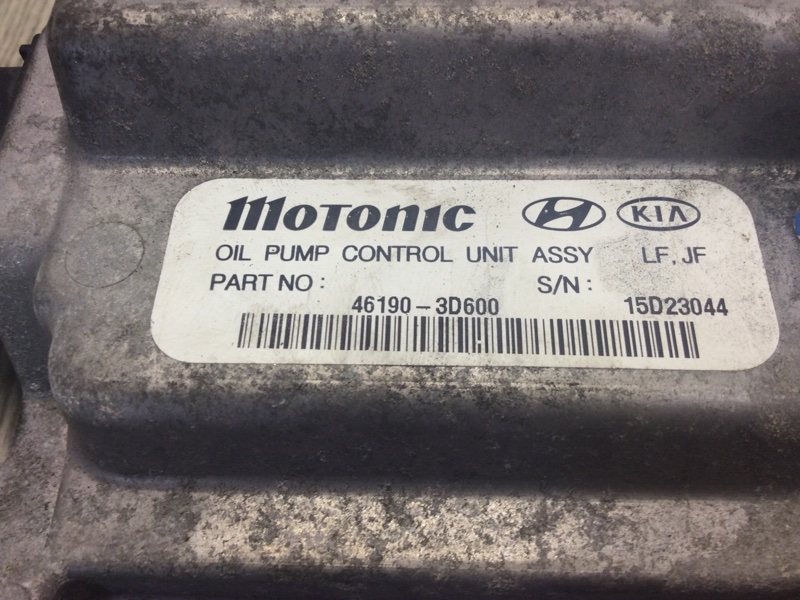 MOTONIC KIA
OIL PUMP CONTROL UNIT ASSY LF, JF
PART NO : S/N :
46190-3D600 15D23044